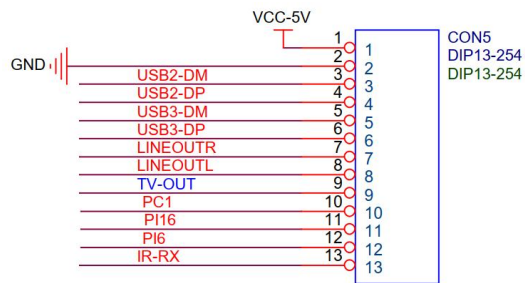 VCC-5V
CON5
DIP13-254
DIP13-254
1 1
GND 2 2
USB2-DM 3 3
USB2-DP 4 4
USB3-DM 5 5
USB3-DP 6 6
LINEOUTR 7 7
LINEOUTL 8 8
TV-OUT 9 9
PC1 10 10
PI16 11 11
PI6 12 12
IR-RX 13 13